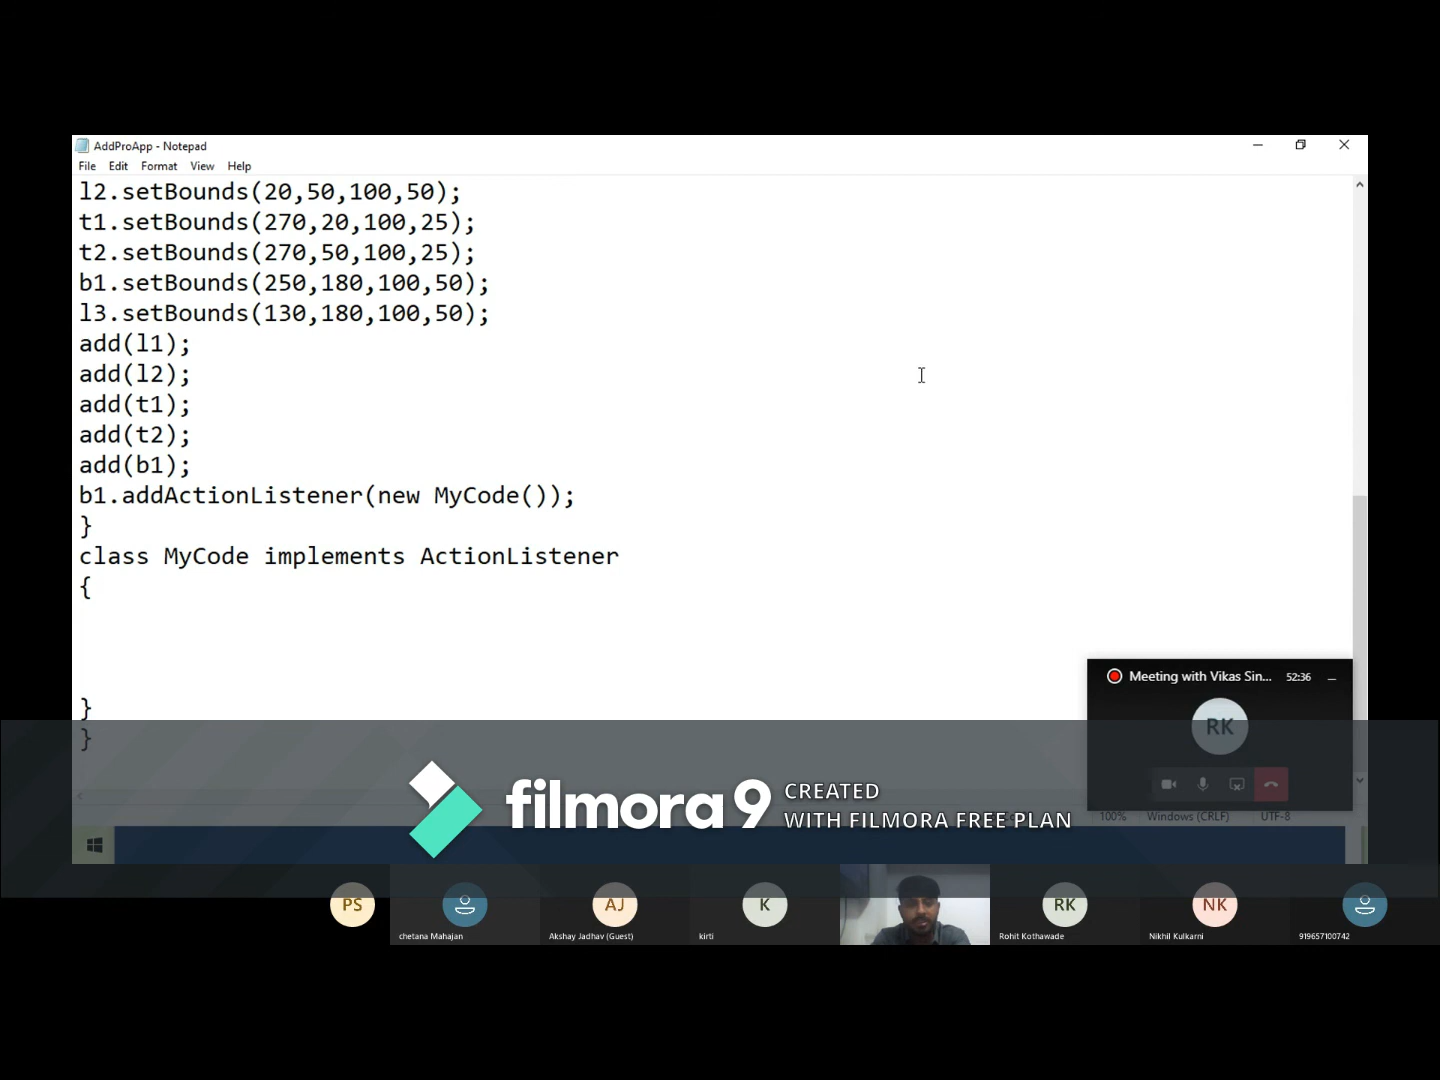 AddProApp - Notepad
File Edit Format View Help
l2.setBounds(20,50,100,50);
t1.setBounds(270,20,100,25);
t2.setBounds(270,50,100,25);
b1.setBounds(250,180,100,50);
l3.setBounds(130,180,100,50);
add(l1);
add(l2);
add(t1);
add(t2);
add(b1);
b1.addActionListener(new MyCode());
}
class MyCode implements ActionListener
{
}
}
Meeting with Vikas Sin... 52:36
RK
filmora9 CREATED
WITH FILMORA FREE PLAN
100% Windows (CRLF) UTF-8
PS AJ K RK NK
chetana Mahajan Akshay Jadhav (Guest) kirti Rohit Kothawade Nikhil Kulkarni 919657100742